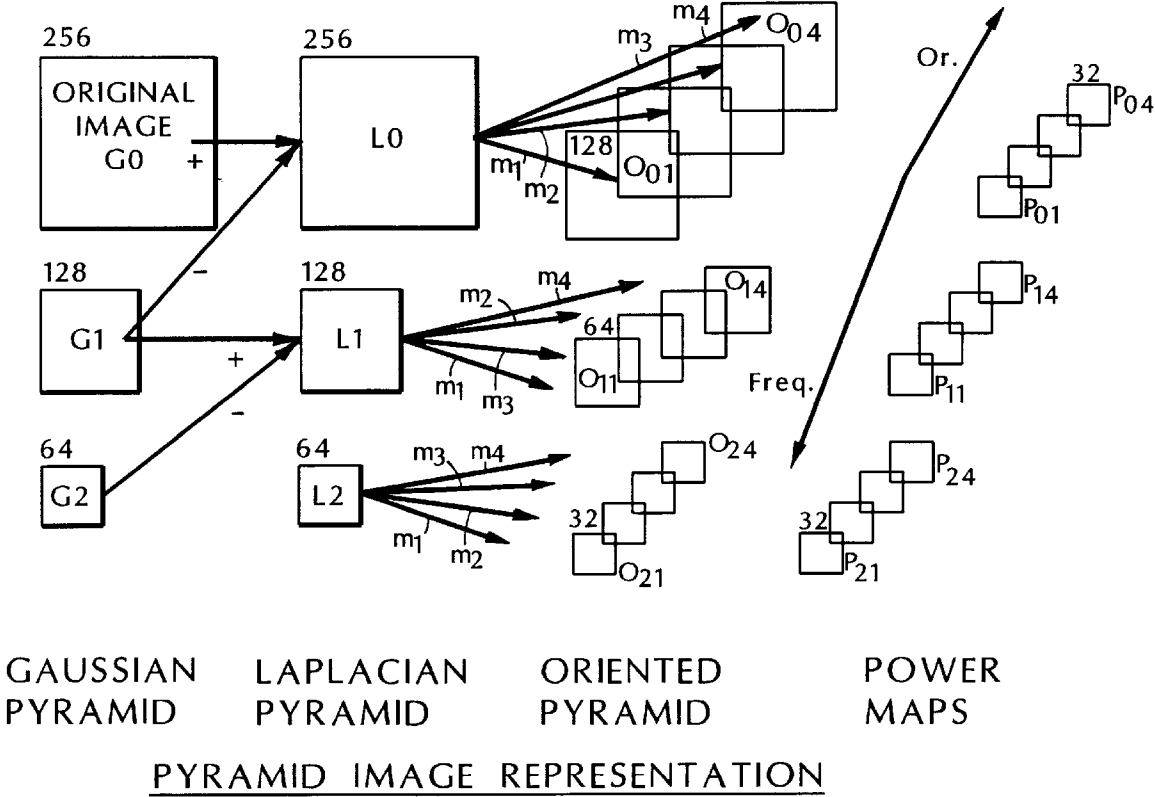 256
ORIGINAL
IMAGE
G0
+
−
256
L0
m1
m2
m3
m4
128
O01
O04
Or.
Freq.
32
P04
P01
128
G1
+
−
128
L1
m4
m2
m1
m3
64
O11
O14
P14
P11
64
G2
64
L2
m3
m4
m1
m2
32
O24
O21
32
P24
P21
GAUSSIAN
PYRAMID
LAPLACIAN
PYRAMID
ORIENTED
PYRAMID
POWER
MAPS
PYRAMID IMAGE REPRESENTATION